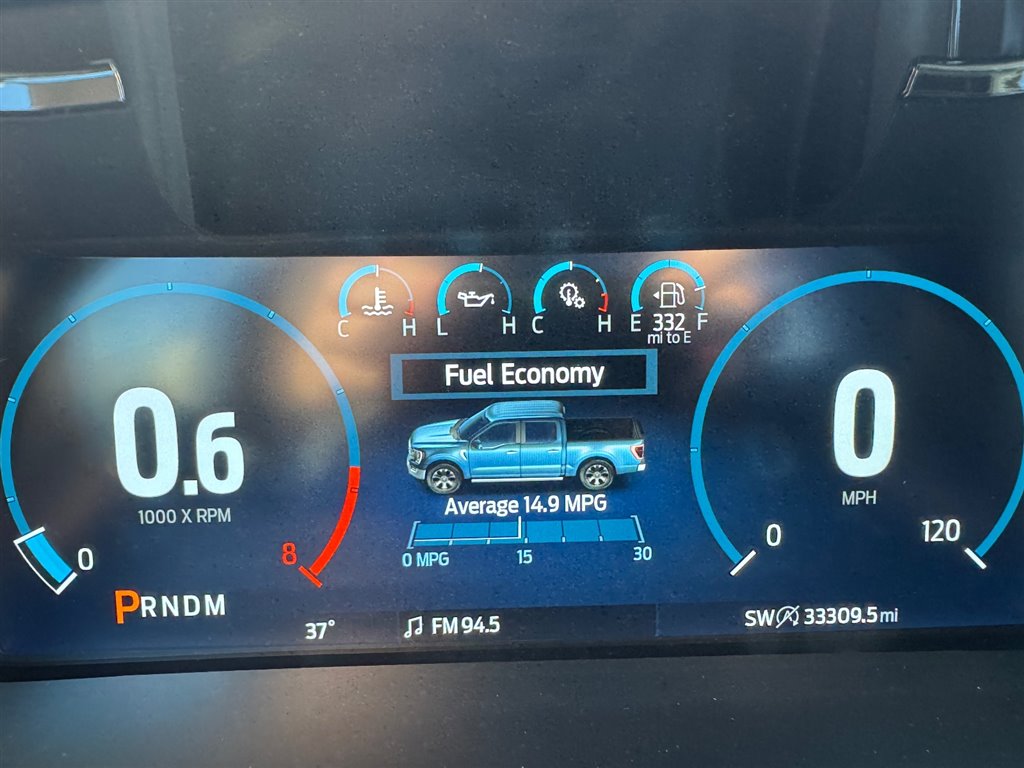 C H
L H
C H
E 332 F
mi to E
Fuel Economy
0.6
1000 X RPM
0
8
PRNDM
Average 14.9 MPG
0 MPG 15 30
0
MPH
0
120
37°
FM 94.5
SW 33309.5 mi